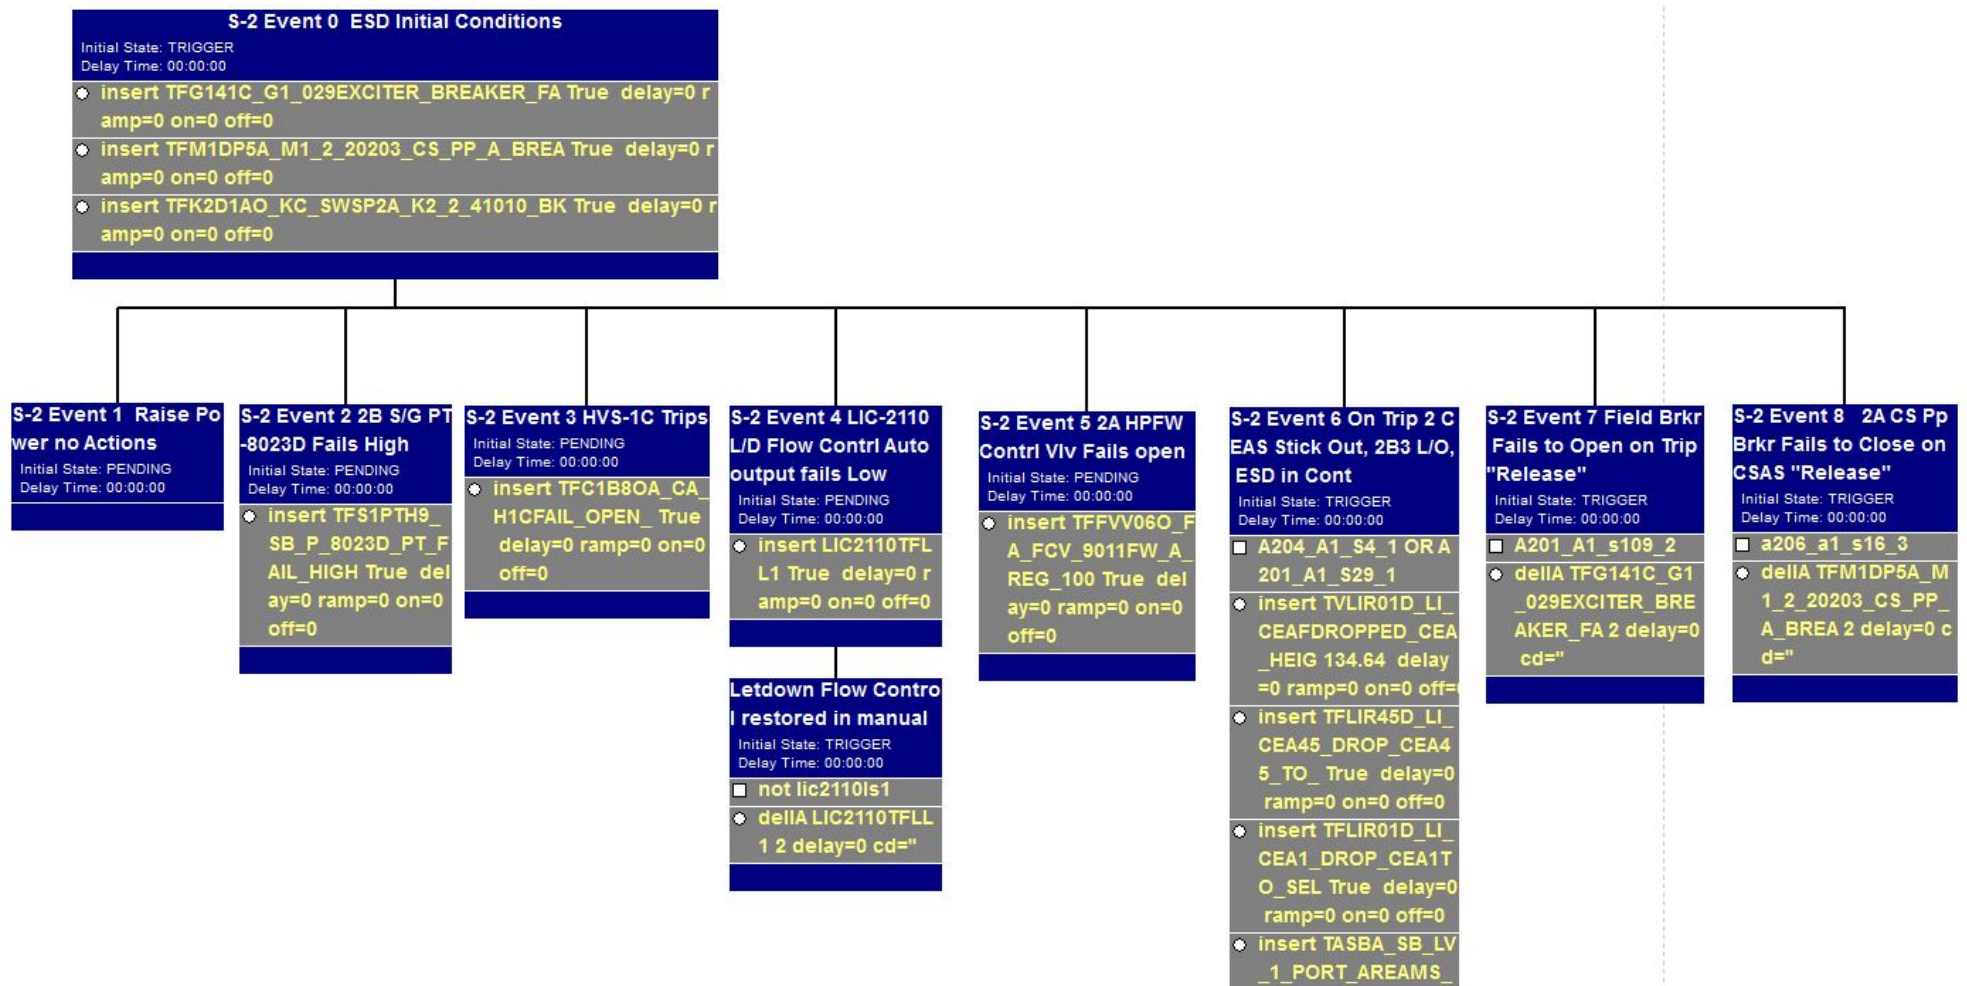 S-2 Event 0  ESD Initial Conditions
Initial State: TRIGGER
Delay Time: 00:00:00
insert TFG141C_G1_029EXCITER_BREAKER_FA True  delay=0 r
amp=0 on=0 off=0
insert TFM1DP5A_M1_2_20203_CS_PP_A_BREA True  delay=0 r
amp=0 on=0 off=0
insert TFK2D1AO_KC_SWSP2A_K2_2_41010_BK True  delay=0 r
amp=0 on=0 off=0
S-2 Event 1  Raise Po
wer no Actions
Initial State: PENDING
Delay Time: 00:00:00
S-2 Event 2 2B S/G PT
-8023D Fails High
Initial State: PENDING
Delay Time: 00:00:00
insert TFS1PTH9_
SB_P_8023D_PT_F
AIL_HIGH True  del
ay=0 ramp=0 on=0
off=0
S-2 Event 3 HVS-1C Trips
Initial State: PENDING
Delay Time: 00:00:00
insert TFC1B8OA_CA_
H1CFAIL_OPEN_ True
delay=0 ramp=0 on=0
off=0
S-2 Event 4 LIC-2110
L/D Flow Contrl Auto
output fails Low
Initial State: PENDING
Delay Time: 00:00:00
insert LIC2110TFL
L1 True  delay=0 r
amp=0 on=0 off=0
Letdown Flow Contro
l restored in manual
Initial State: TRIGGER
Delay Time: 00:00:00
not lic2110ls1
dellA LIC2110TFLL
1 2 delay=0 cd="
S-2 Event 5 2A HPFW
Contrl Vlv Fails open
Initial State: PENDING
Delay Time: 00:00:00
insert TFFVV06O_F
A_FCV_9011FW_A_
REG_100 True  del
ay=0 ramp=0 on=0
off=0
S-2 Event 6 On Trip 2 C
EAS Stick Out, 2B3 L/O,
ESD in Cont
Initial State: TRIGGER
Delay Time: 00:00:00
A204_A1_S4_1 OR A
201_A1_S29_1
insert TVLIR01D_LI_
CEAFDROPPED_CEA
_HEIG 134.64  delay
=0 ramp=0 on=0 off=
insert TFLIR45D_LI_
CEA45_DROP_CEA4
5_TO_ True  delay=0
ramp=0 on=0 off=0
insert TFLIR01D_LI_
CEA1_DROP_CEA1T
O_SEL True  delay=0
ramp=0 on=0 off=0
insert TASBA_SB_LV
_1_PORT_AREAMS_
S-2 Event 7 Field Brkr
Fails to Open on Trip
"Release"
Initial State: TRIGGER
Delay Time: 00:00:00
A201_A1_s109_2
dellA TFG141C_G1
_029EXCITER_BRE
AKER_FA 2 delay=0
cd="
S-2 Event 8   2A CS Pp
Brkr Fails to Close on
CSAS "Release"
Initial State: TRIGGER
Delay Time: 00:00:00
a206_a1_s16_3
dellA TFM1DP5A_M
1_2_20203_CS_PP_
A_BREA 2 delay=0 c
d="